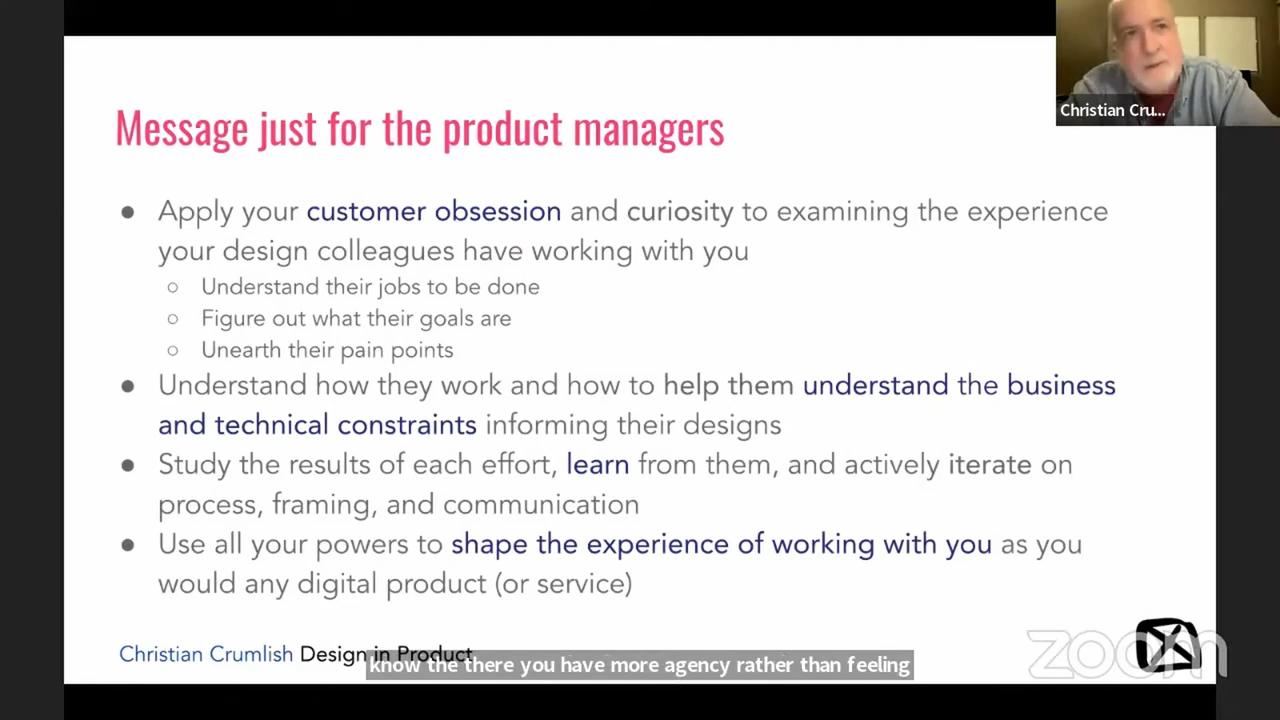 Christian Cru...
Message just for the product managers
● Apply your customer obsession and curiosity to examining the experience
your design colleagues have working with you
○ Understand their jobs to be done
○ Figure out what their goals are
○ Unearth their pain points
● Understand how they work and how to help them understand the business
and technical constraints informing their designs
● Study the results of each effort, learn from them, and actively iterate on
process, framing, and communication
● Use all your powers to shape the experience of working with you as you
would any digital product (or service)
Christian Crumlish Design in Product
know the there you have more agency rather than feeling
zoom